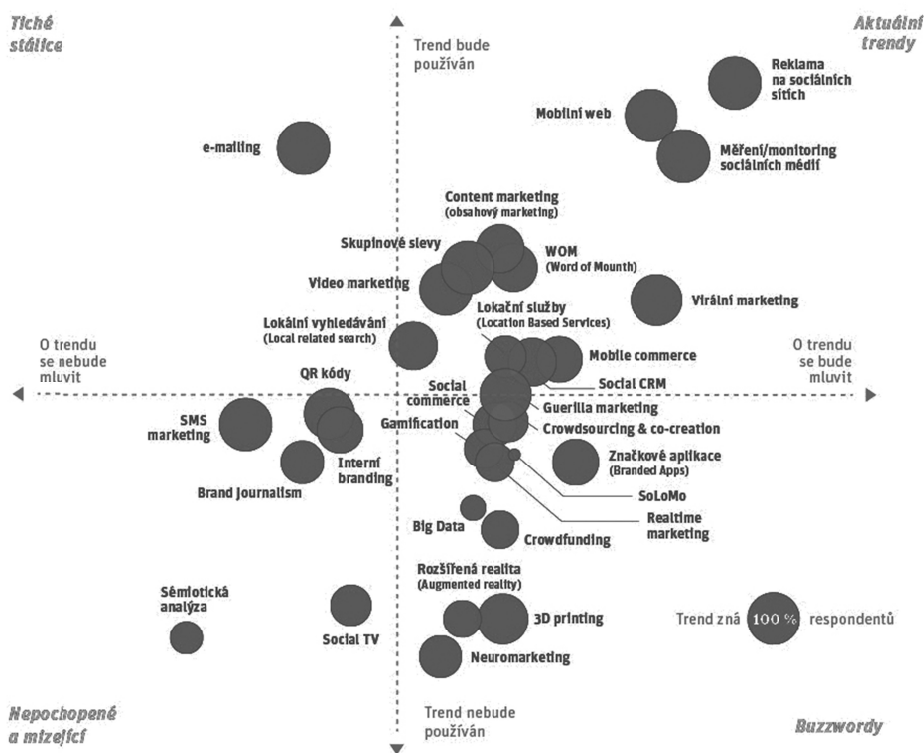 Tiché
stálice
Aktuální
trendy
Trend bude
používán
Reklama
na sociálních
sítích
Mobilní web
e-mailing
Měření/monitoring
sociálních médií
Content marketing
(obsahový marketing)
Skupinové slevy
WOM
(Word of Mounth)
Video marketing
Virální marketing
Lokační služby
(Location Based Services)
Lokální vyhledávání
(Local related search)
O trendu
se nebude
mluvit
O trendu
se bude
mluvit
Mobile commerce
QR kódy
Social CRM
Social
commerce
Guerilla marketing
SMS
marketing
Gamification
Crowdsourcing & co-creation
Interní
branding
Značkové aplikace
(Branded Apps)
Brand Journalism
SoLoMo
Realtime
marketing
Big Data
Crowdfunding
Rozšířená realita
(Augmented reality)
Sémiotická
analýza
Social TV
3D printing
Trend zná 100 % respondentů
Neuromarketing
Nepochopené
a mizející
Trend nebude
používán
Buzzwordy